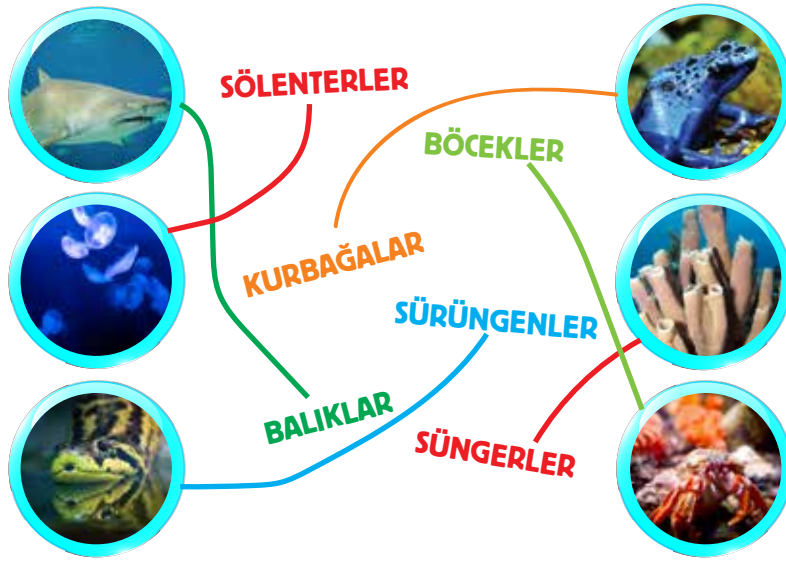 SÖLENTERLER
BÖCEKLER
KURBAĞALAR
SÜRÜNGENLER
BALIKLAR
SÜNGERLER